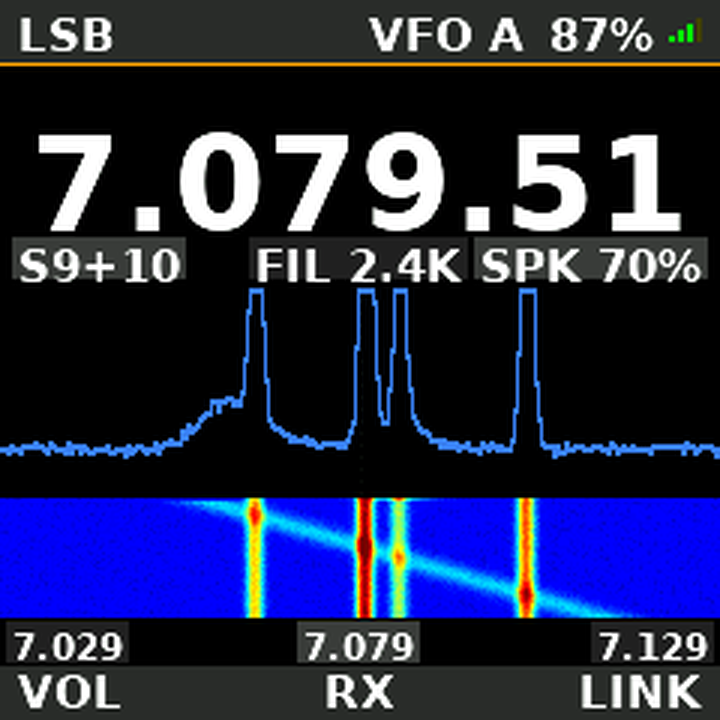 LSB VFO A 87%
7.079.51
S9+10 FIL 2.4K SPK 70%
7.029 7.079 7.129
VOL RX LINK